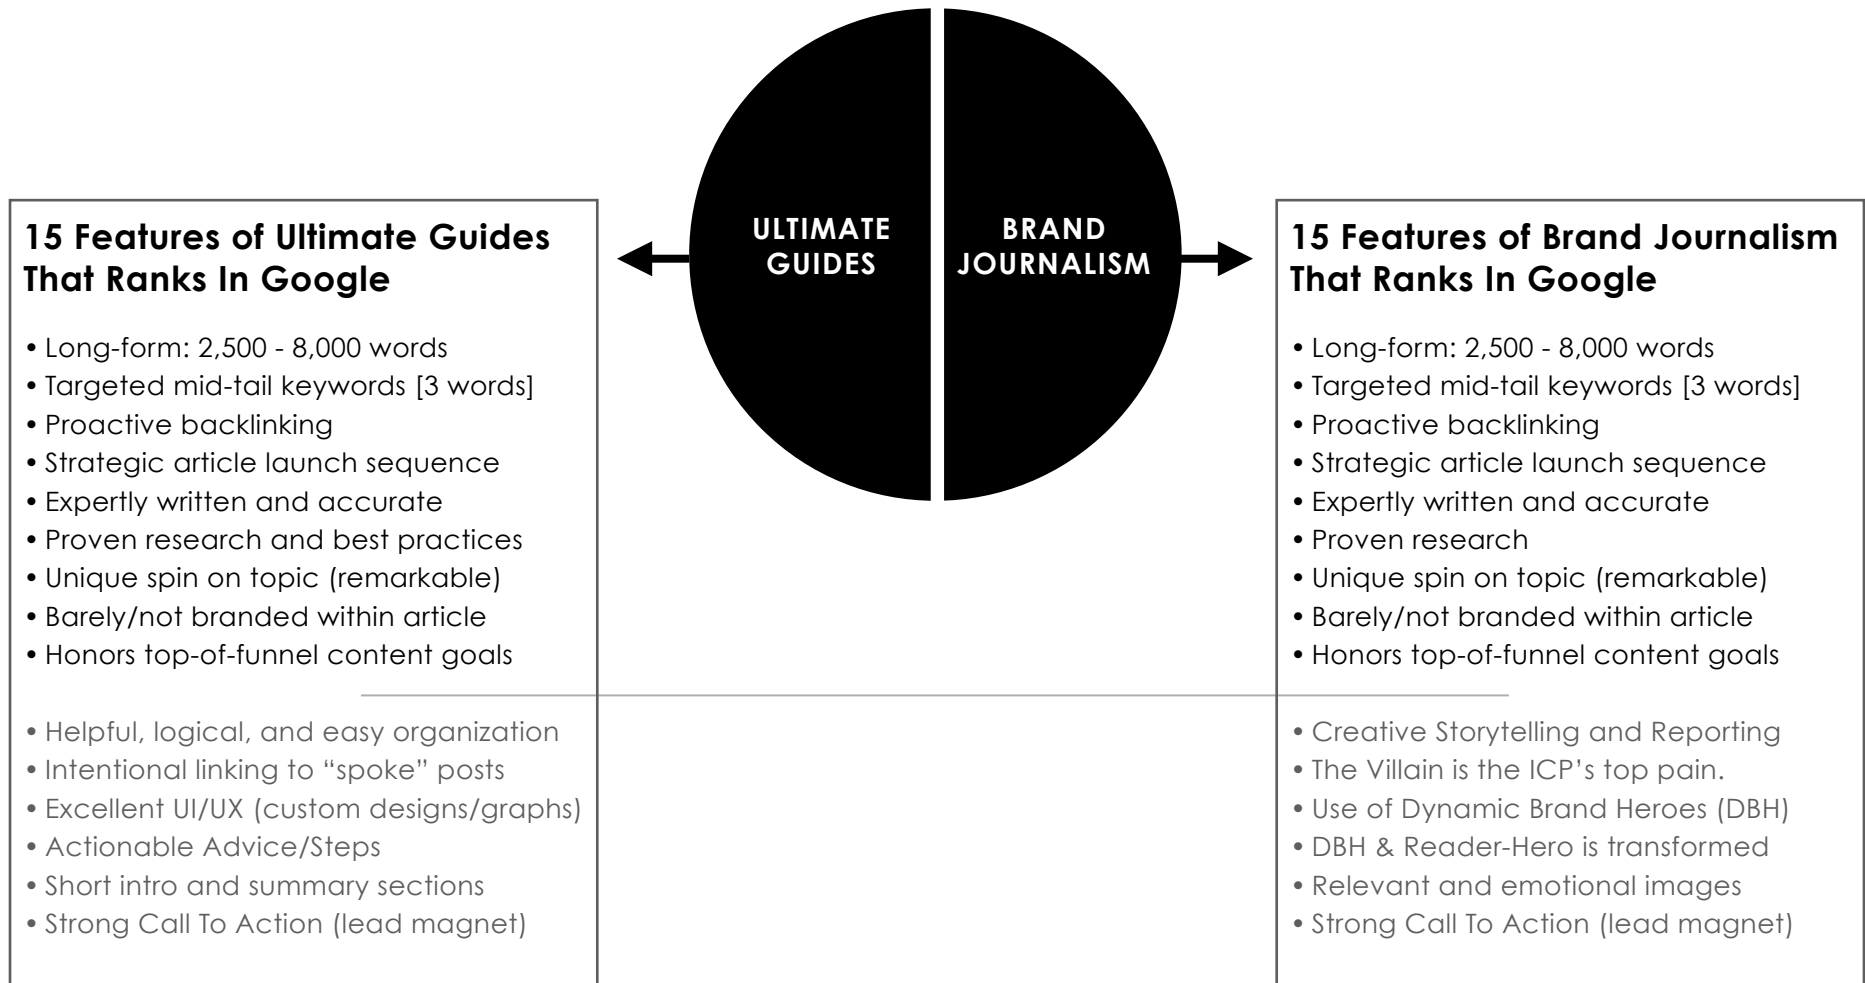 ULTIMATE
GUIDES
BRAND
JOURNALISM
15 Features of Ultimate Guides
That Ranks In Google
• Long-form: 2,500 - 8,000 words
• Targeted mid-tail keywords [3 words]
• Proactive backlinking
• Strategic article launch sequence
• Expertly written and accurate
• Proven research and best practices
• Unique spin on topic (remarkable)
• Barely/not branded within article
• Honors top-of-funnel content goals
• Helpful, logical, and easy organization
• Intentional linking to “spoke” posts
• Excellent UI/UX (custom designs/graphs)
• Actionable Advice/Steps
• Short intro and summary sections
• Strong Call To Action (lead magnet)
15 Features of Brand Journalism
That Ranks In Google
• Long-form: 2,500 - 8,000 words
• Targeted mid-tail keywords [3 words]
• Proactive backlinking
• Strategic article launch sequence
• Expertly written and accurate
• Proven research
• Unique spin on topic (remarkable)
• Barely/not branded within article
• Honors top-of-funnel content goals
• Creative Storytelling and Reporting
• The Villain is the ICP’s top pain.
• Use of Dynamic Brand Heroes (DBH)
• DBH & Reader-Hero is transformed
• Relevant and emotional images
• Strong Call To Action (lead magnet)